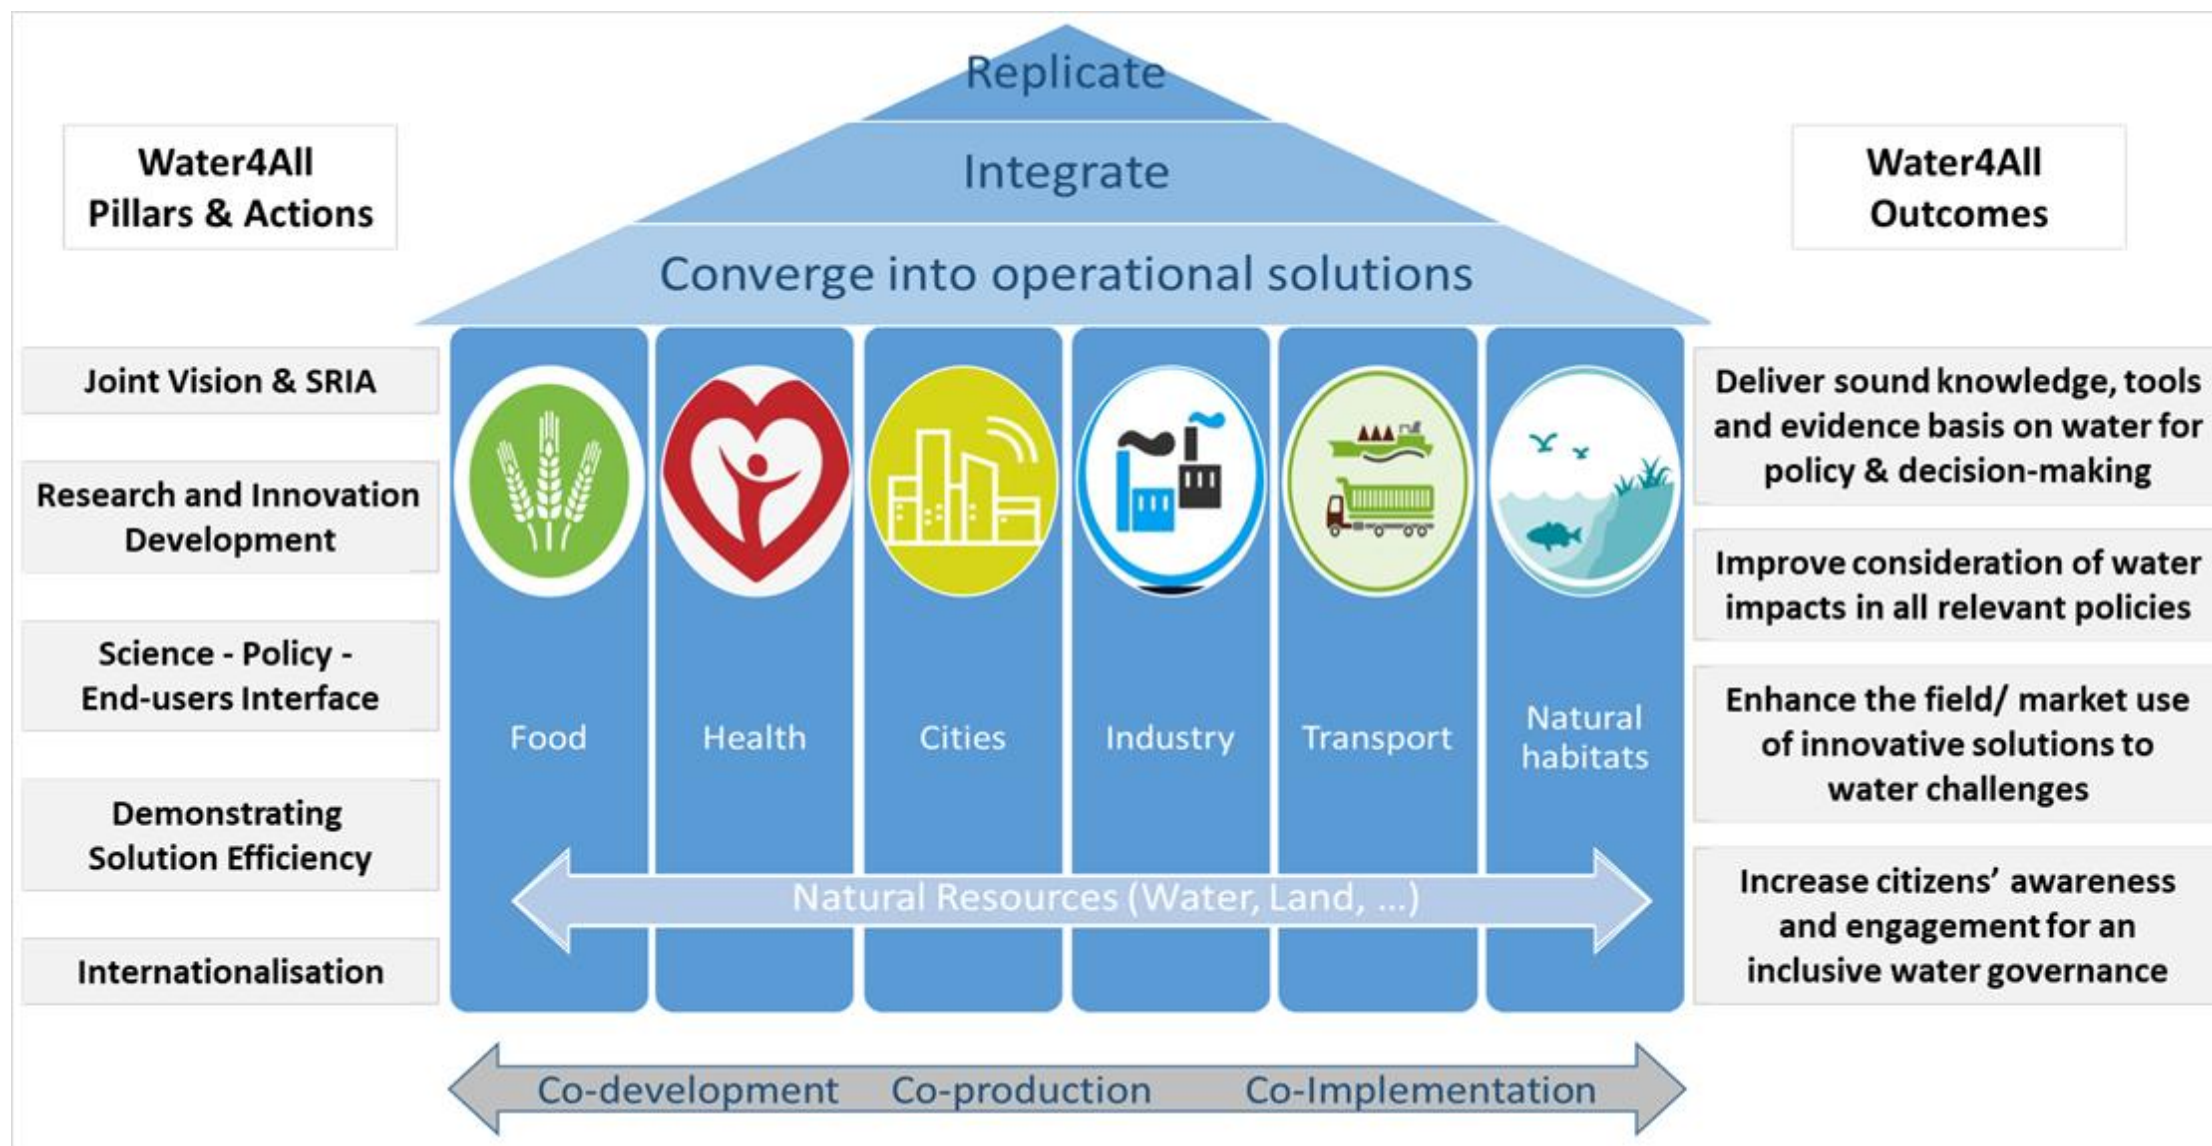 Replicate
Integrate
Converge into operational solutions
Water4All
Pillars & Actions
Joint Vision & SRIA
Research and Innovation
Development
Science - Policy -
End-users Interface
Demonstrating
Solution Efficiency
Internationalisation
Food
Health
Cities
Industry
Transport
Natural
habitats
Natural Resources (Water, Land, ...)
Co-development Co-production Co-Implementation
Water4All
Outcomes
Deliver sound knowledge, tools
and evidence basis on water for
policy & decision-making
Improve consideration of water
impacts in all relevant policies
Enhance the field/ market use
of innovative solutions to
water challenges
Increase citizens’ awareness
and engagement for an
inclusive water governance